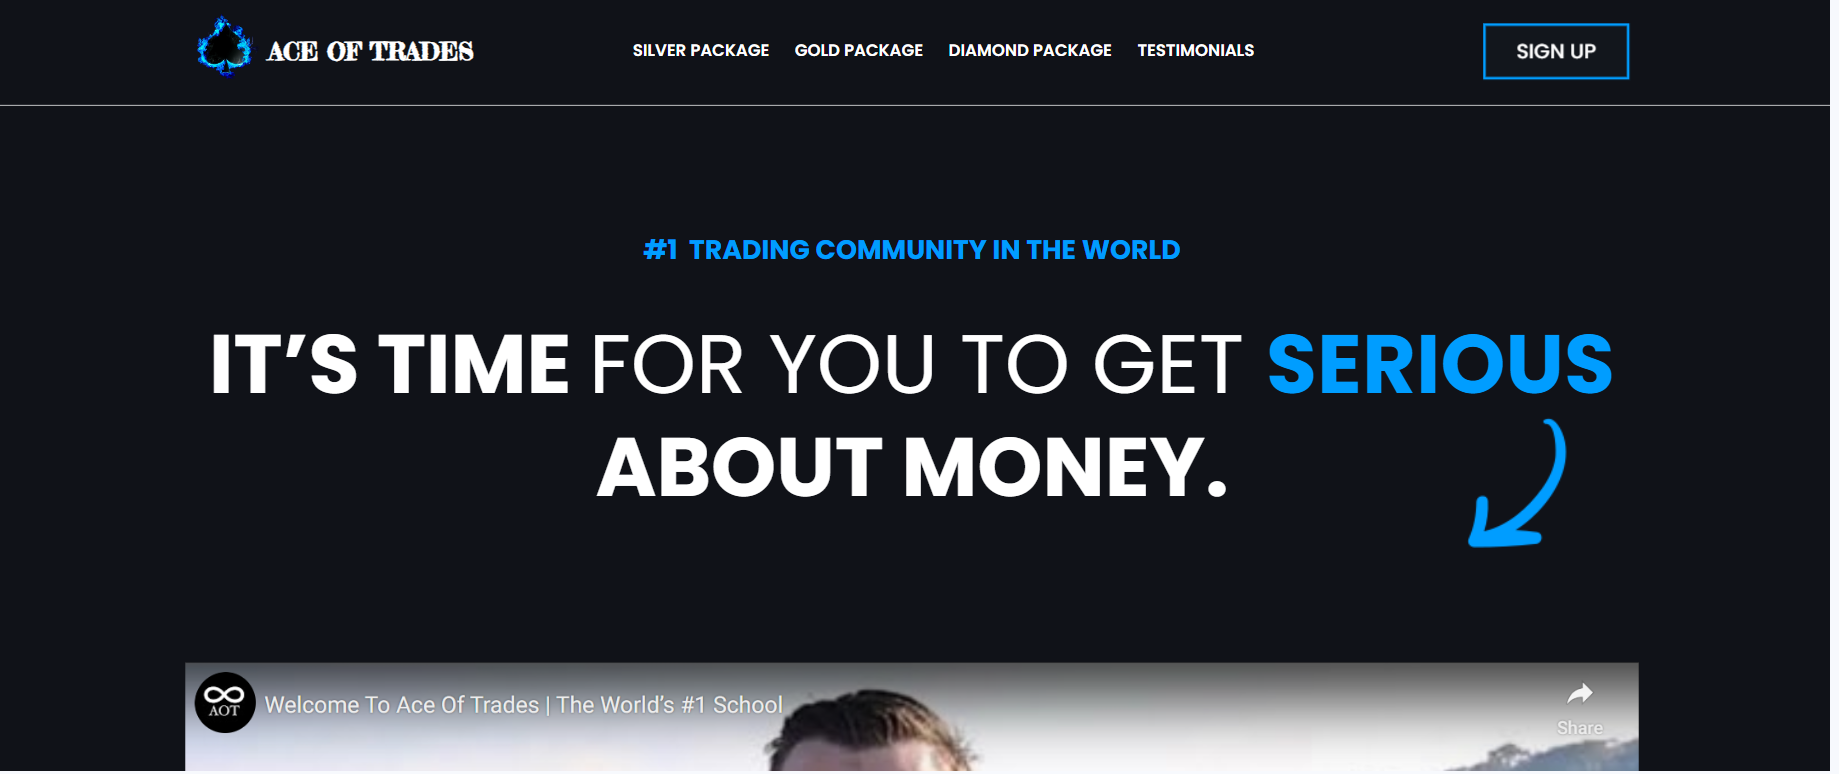 ACE OF TRADES
SILVER PACKAGE
GOLD PACKAGE
DIAMOND PACKAGE
TESTIMONIALS
SIGN UP
#1 TRADING COMMUNITY IN THE WORLD
IT’S TIME FOR YOU TO GET SERIOUS
ABOUT MONEY.
AOT
Welcome To Ace Of Trades | The World’s #1 School
Share